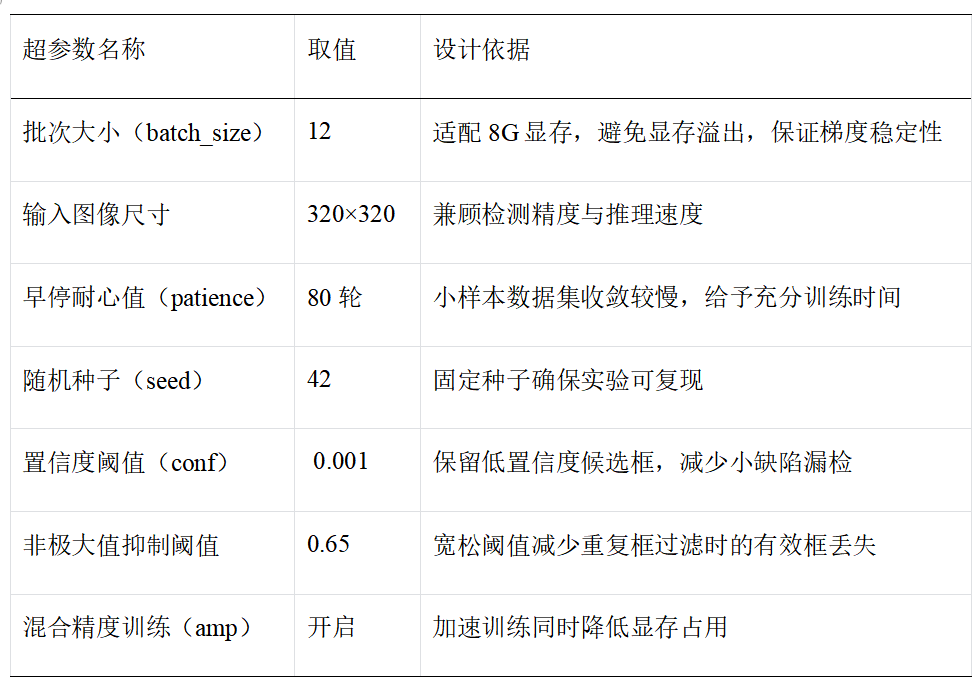 超参数名称 取值 设计依据
批次大小（batch_size） 12 适配 8G 显存，避免显存溢出，保证梯度稳定性
输入图像尺寸 320×320 兼顾检测精度与推理速度
早停耐心值（patience） 80 轮 小样本数据集收敛较慢，给予充分训练时间
随机种子（seed） 42 固定种子确保实验可复现
置信度阈值（conf） 0.001 保留低置信度候选框，减少小缺陷漏检
非极大值抑制阈值 0.65 宽松阈值减少重复框过滤时的有效框丢失
混合精度训练（amp） 开启 加速训练同时降低显存占用